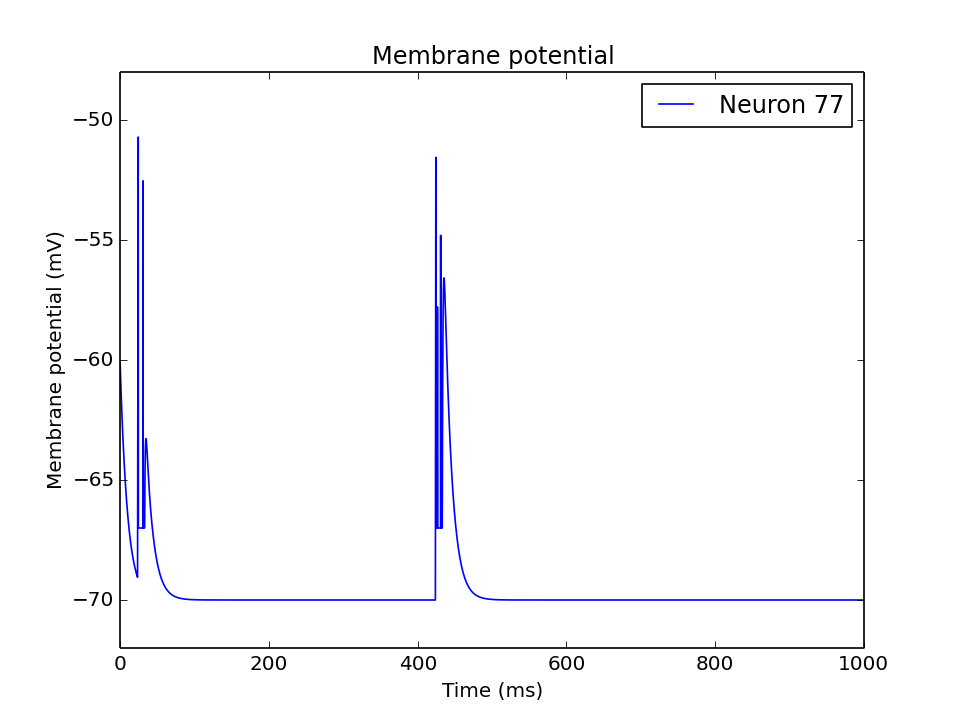 Membrane potential
Neuron 77
−50
−55
−60
−65
−70
Membrane potential (mV)
0 200 400 600 800 1000
Time (ms)